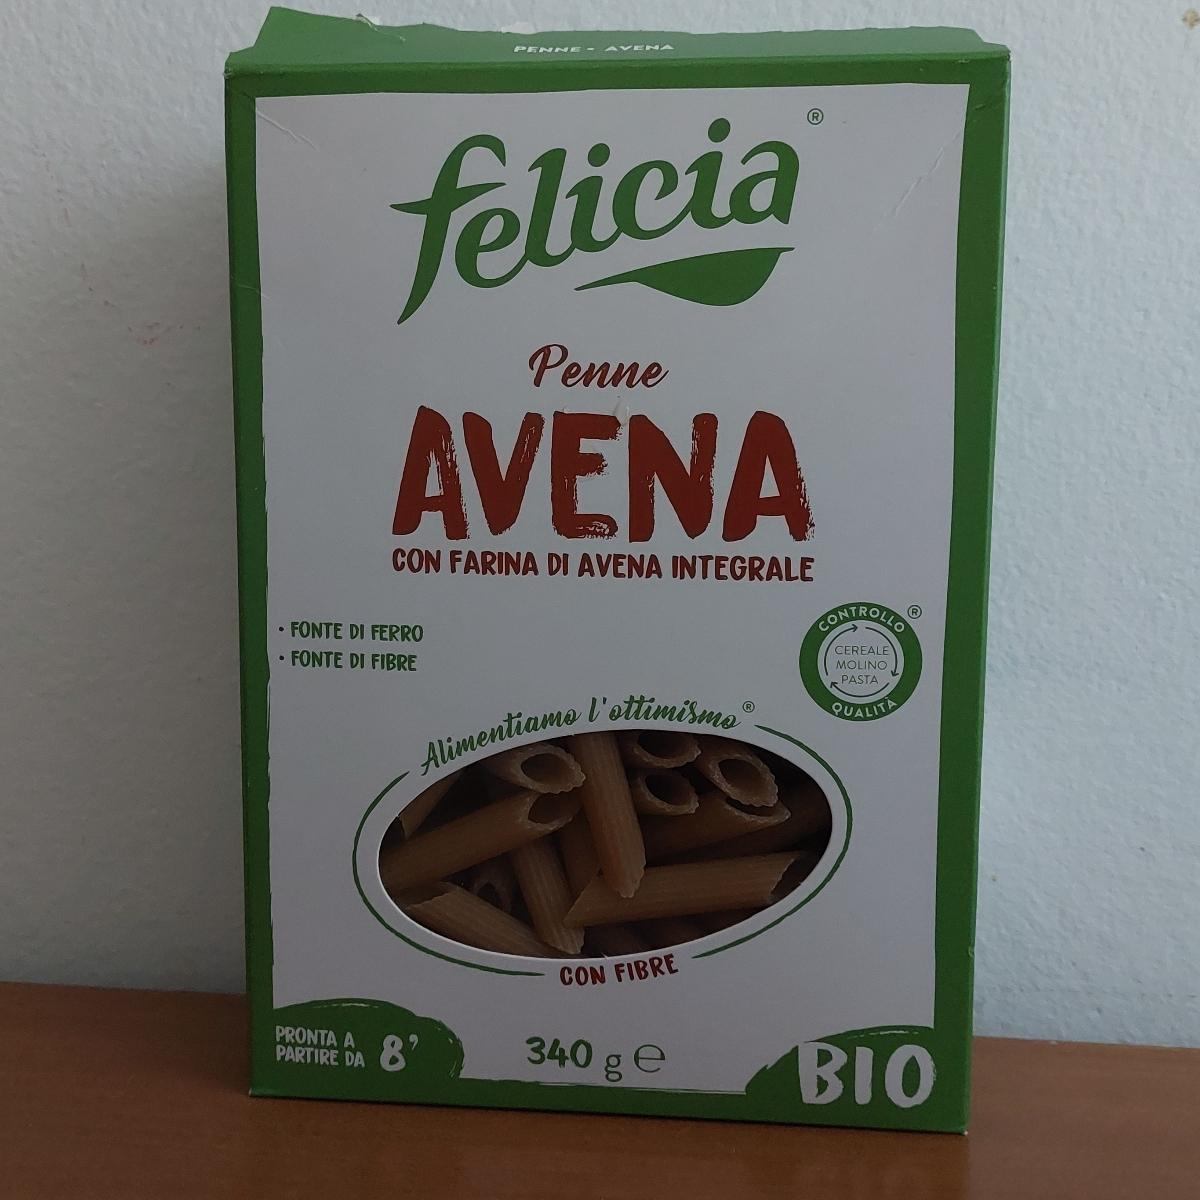 PENNE - AVENA
felicia®
Penne
AVENA
CON FARINA DI AVENA INTEGRALE
• FONTE DI FERRO
• FONTE DI FIBRE
CONTROLLO ®
CEREALE
MOLINO
PASTA
QUALITÀ
Alimentiamo l'ottimismo®
CON FIBRE
PRONTA A
PARTIRE DA 8'
340 g ℮
BIO